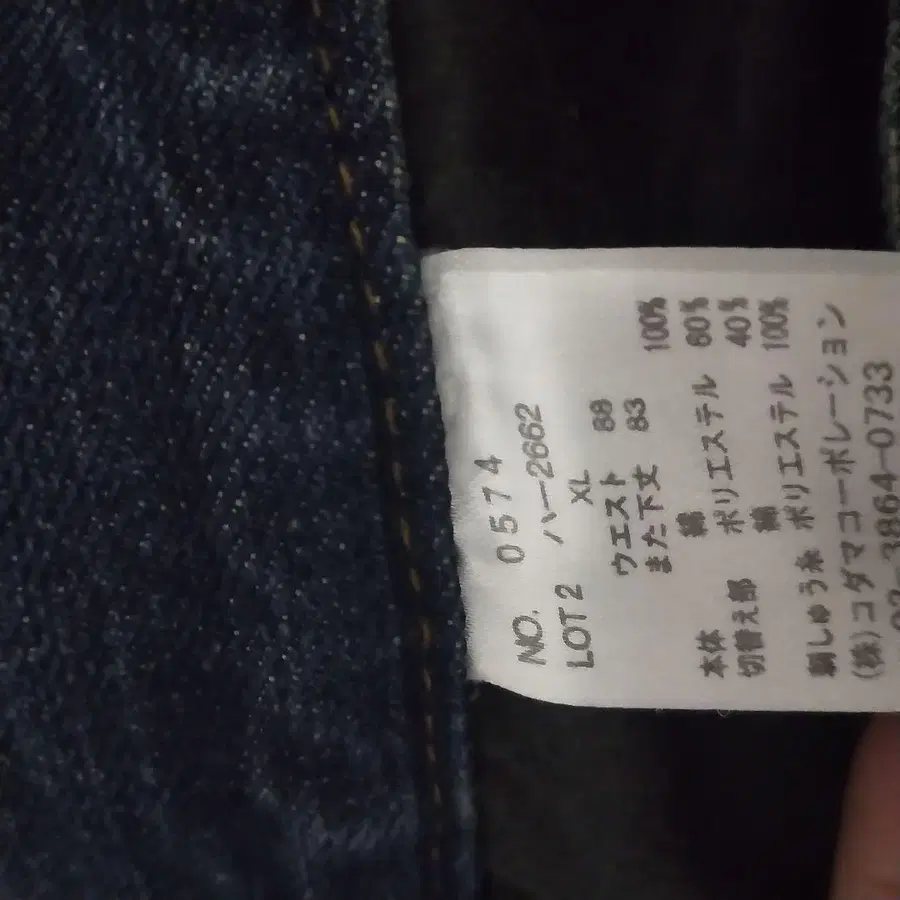 NO. 0574
LOT 2 ハー2662
XL
ウエスト 88
また下丈 83
本体 綿 100%
切替え部 ポリエステル 60%
綿 40%
刺しゅう糸 ポリエステル 100%
(株)コダマコーポレーション
03-3864-0733